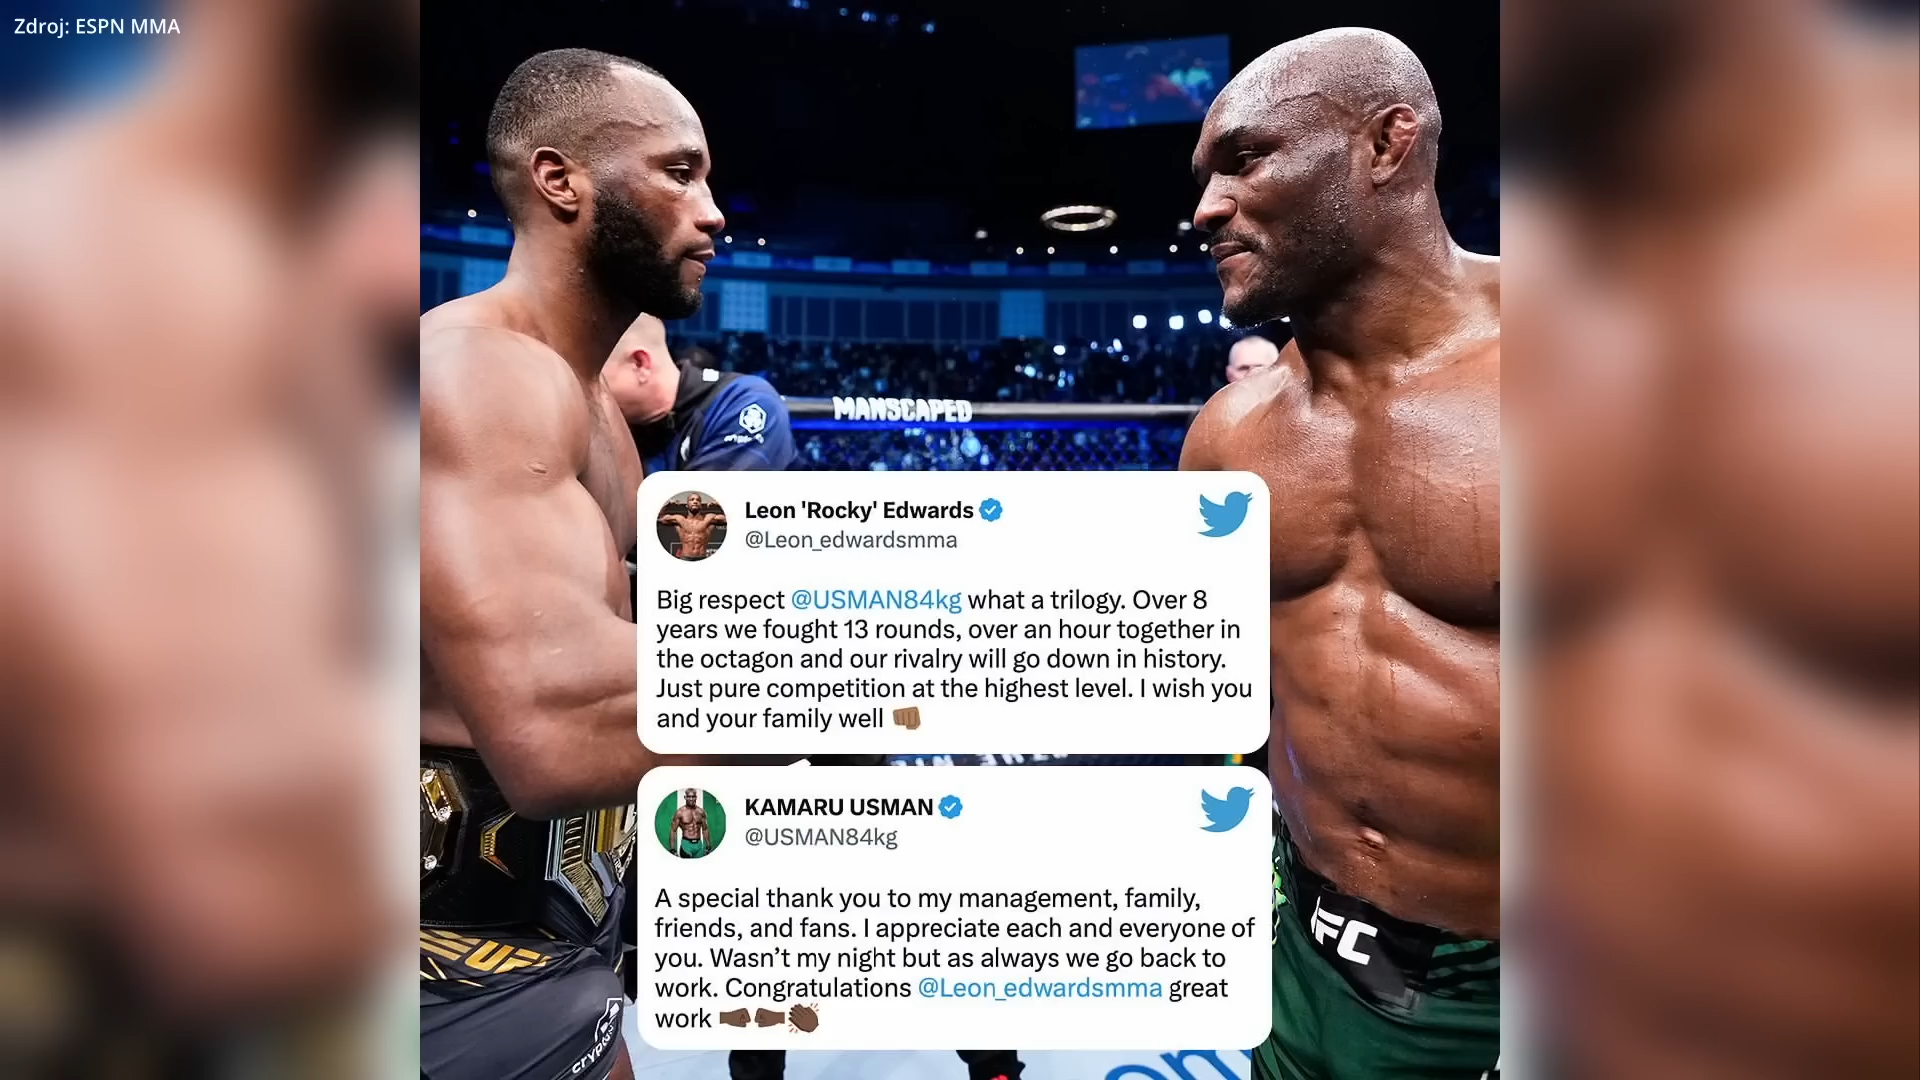 Zdroj: ESPN MMA
MANSCAPED
Leon 'Rocky' Edwards
@Leon_edwardsmma
Big respect @USMAN84kg what a trilogy. Over 8
years we fought 13 rounds, over an hour together in
the octagon and our rivalry will go down in history.
Just pure competition at the highest level. I wish you
and your family well 👊🏾
KAMARU USMAN
@USMAN84kg
A special thank you to my management, family,
friends, and fans. I appreciate each and everyone of
you. Wasn't my night but as always we go back to
work. Congratulations @Leon_edwardsmma great
work 🤜🏿🤛🏿👏🏿
UFC
UFC